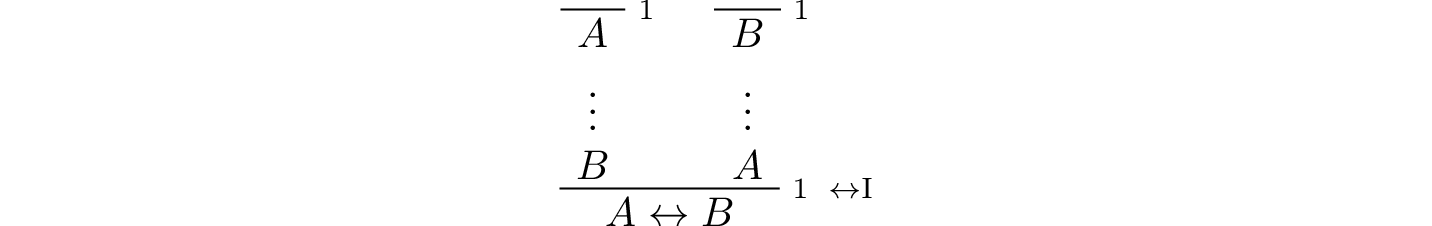 1 1
A B
⋮ ⋮
B A
1 ↔I
A ↔ B